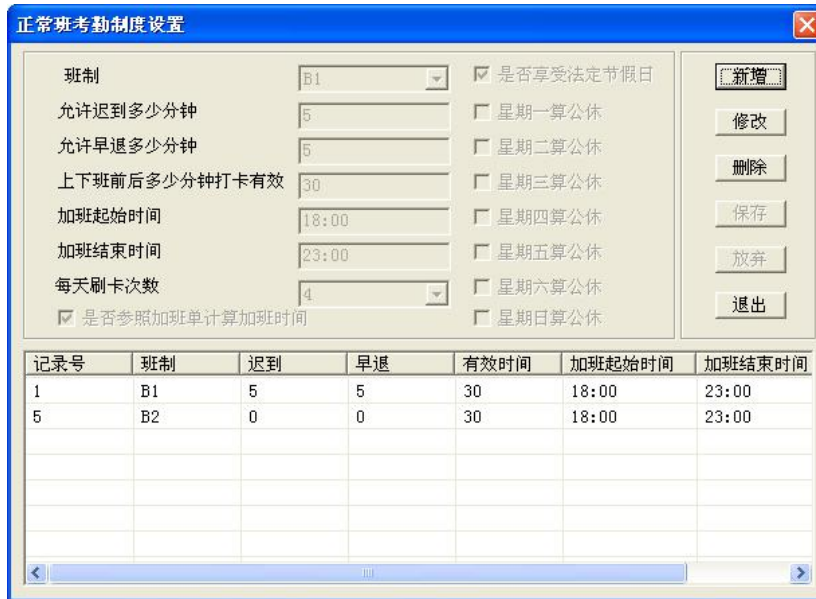 正常班考勤制度设置
班制 B1 是否享受法定节假日 新增
允许迟到多少分钟 5 星期一算公休 修改
允许早退多少分钟 5 星期二算公休 删除
上下班前后多少分钟打卡有效 30 星期三算公休
加班起始时间 18:00 星期四算公休 保存
加班结束时间 23:00 星期五算公休 放弃
每天刷卡次数 4 星期六算公休 退出
是否参照加班单计算加班时间 星期日算公休
记录号 班制 迟到 早退 有效时间 加班起始时间 加班结束时间
1 B1 5 5 30 18:00 23:00
5 B2 0 0 30 18:00 23:00